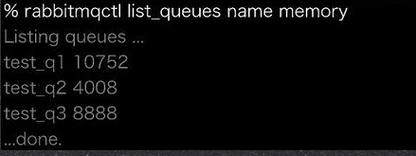 % rabbitmqctl list_queues name memory
Listing queues ...
test_q1 10752
test_q2 4008
test_q3 8888
...done.